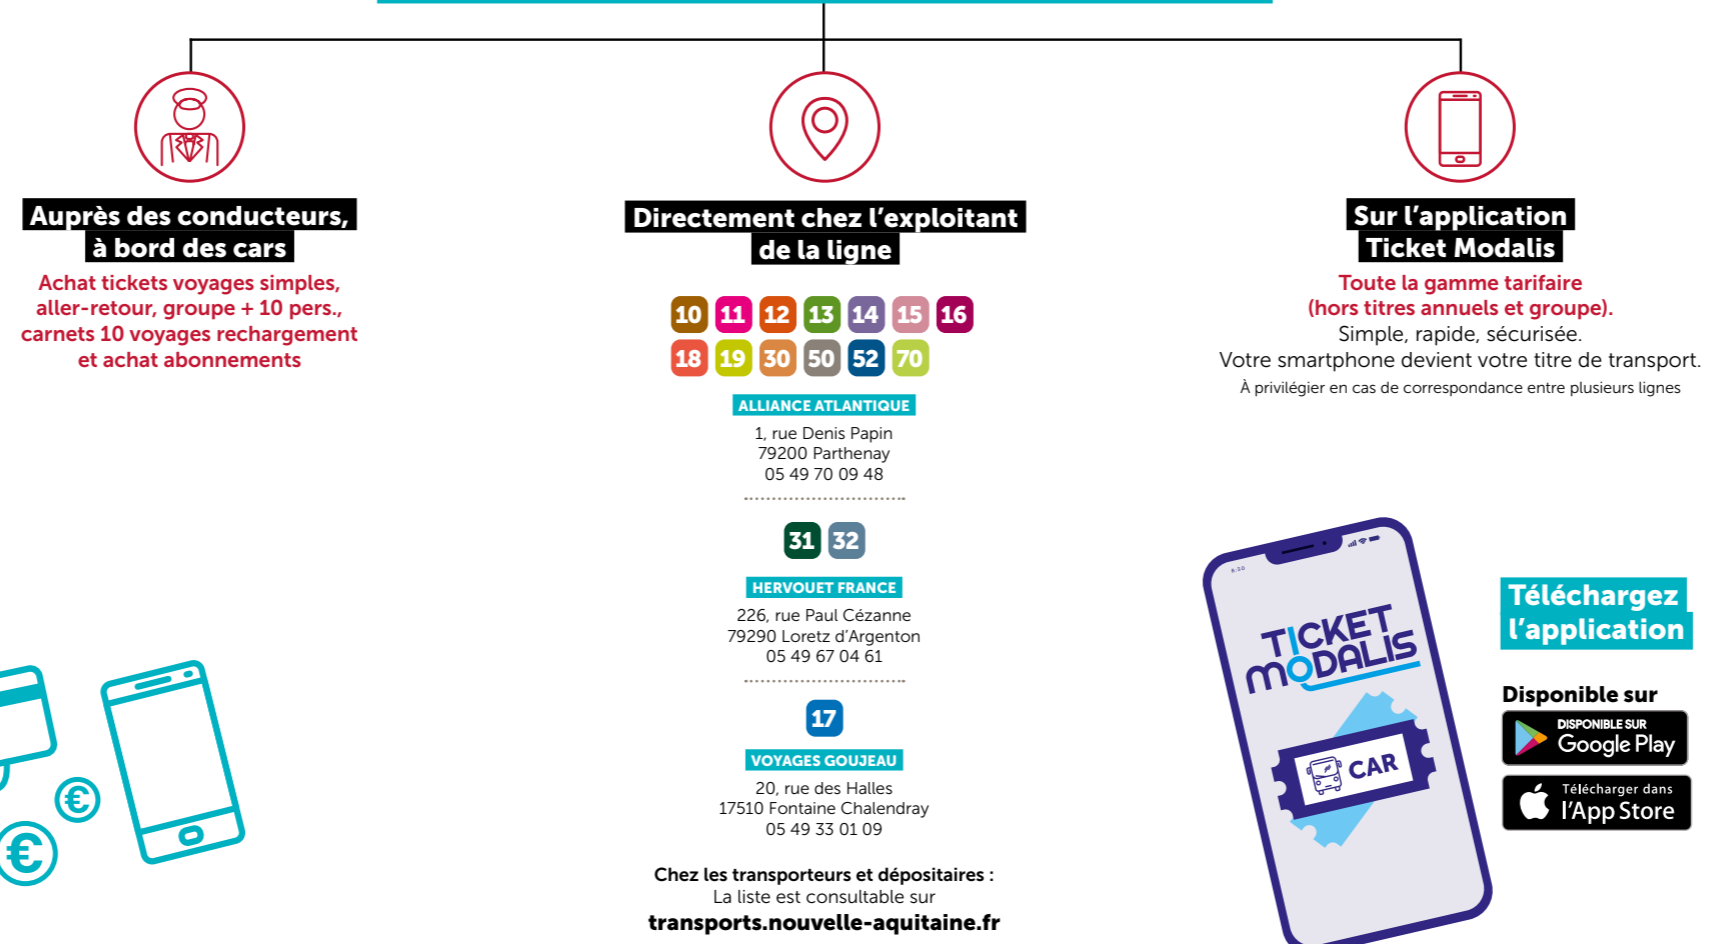 Auprès des conducteurs,
à bord des cars
Achat tickets voyages simples,
aller-retour, groupe + 10 pers.,
carnets 10 voyages rechargement
et achat abonnements
Directement chez l’exploitant
de la ligne
10 11 12 13 14 15 16
18 19 30 50 52 70
ALLIANCE ATLANTIQUE
1, rue Denis Papin
79200 Parthenay
05 49 70 09 48
31 32
HERVOUET FRANCE
226, rue Paul Cézanne
79290 Loretz d’Argenton
05 49 67 04 61
17
VOYAGES GOUJEAU
20, rue des Halles
17510 Fontaine Chalendray
05 49 33 01 09
Chez les transporteurs et dépositaires :
La liste est consultable sur
transports.nouvelle-aquitaine.fr
Sur l’application
Ticket Modalis
Toute la gamme tarifaire
(hors titres annuels et groupe).
Simple, rapide, sécurisée.
Votre smartphone devient votre titre de transport.
À privilégier en cas de correspondance entre plusieurs lignes
TICKET
MODALIS
CAR
Téléchargez
l’application
Disponible sur
DISPONIBLE SUR
Google Play
Télécharger dans
l’App Store
€
€